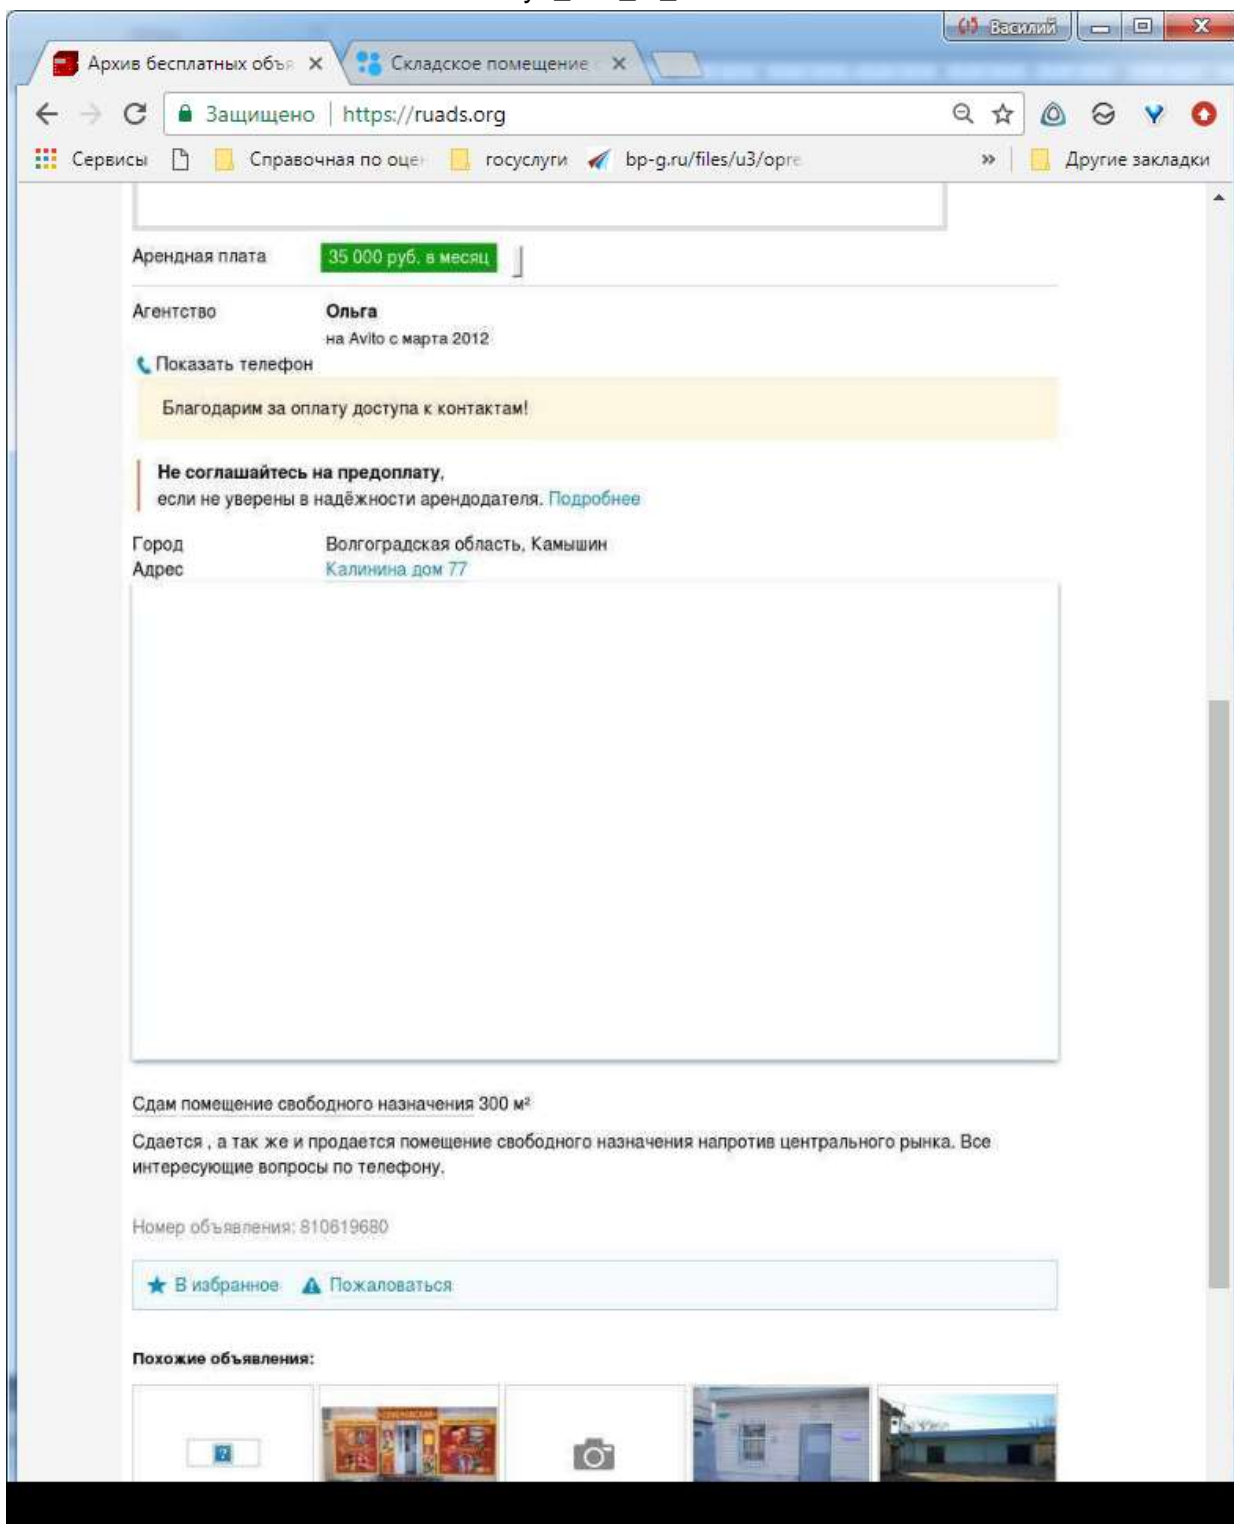 Василий
Архив бесплатных объя
Складское помещение
Защищено | https://ruads.org
Сервисы
Справочная по оцен
госуслуги
bp-g.ru/files/u3/opre
»
Другие закладки
Арендная плата 35 000 руб. в месяц
Агентство Ольга
на Avito с марта 2012
Показать телефон
Благодарим за оплату доступа к контактам!
Не соглашайтесь на предоплату,
если не уверены в надёжности арендодателя. Подробнее
Город Волгоградская область, Камышин
Адрес Калинина дом 77
Сдам помещение свободного назначения 300 м²
Сдается , а так же и продается помещение свободного назначения напротив центрального рынка. Все
интересующие вопросы по телефону.
Номер объявления: 810619680
В избранное Пожаловаться
Похожие объявления: